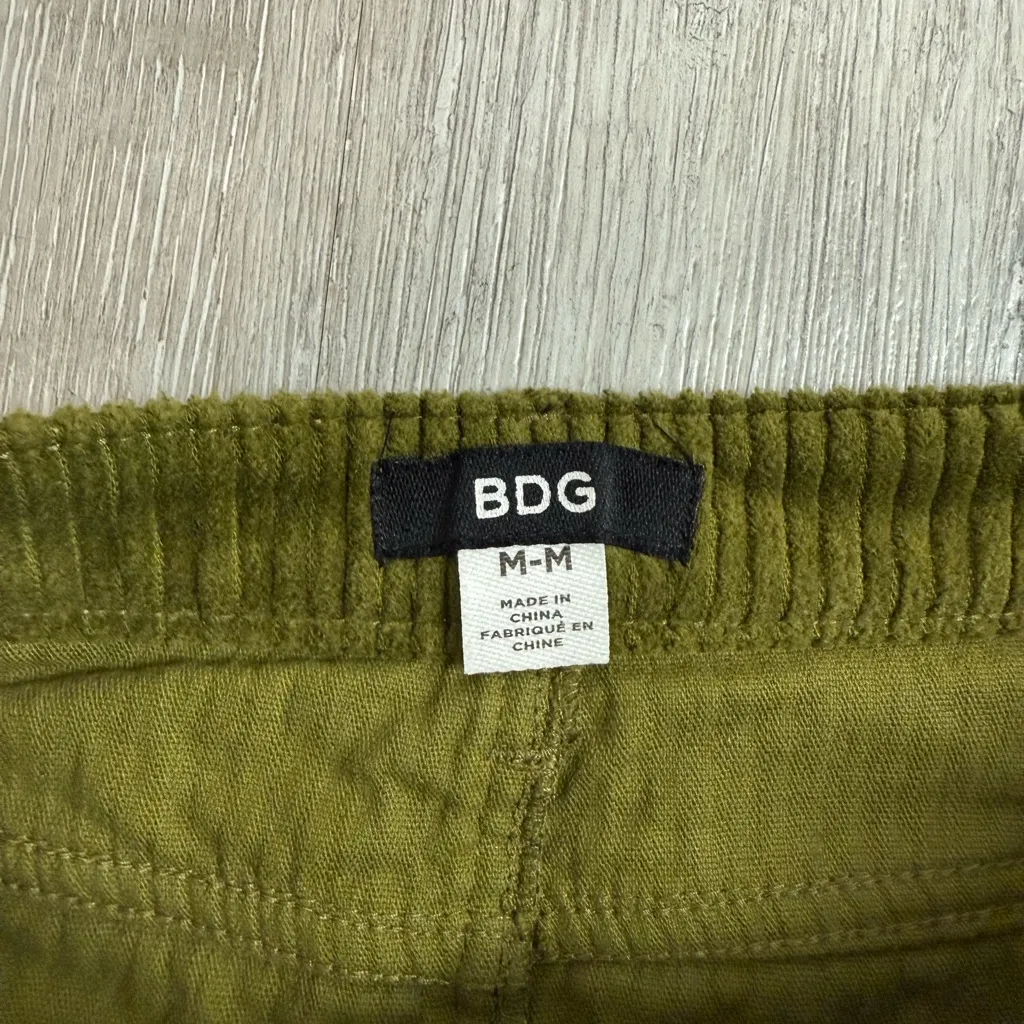 BDG
M-M
MADE IN
CHINA
FABRIQUÉ EN
CHINE